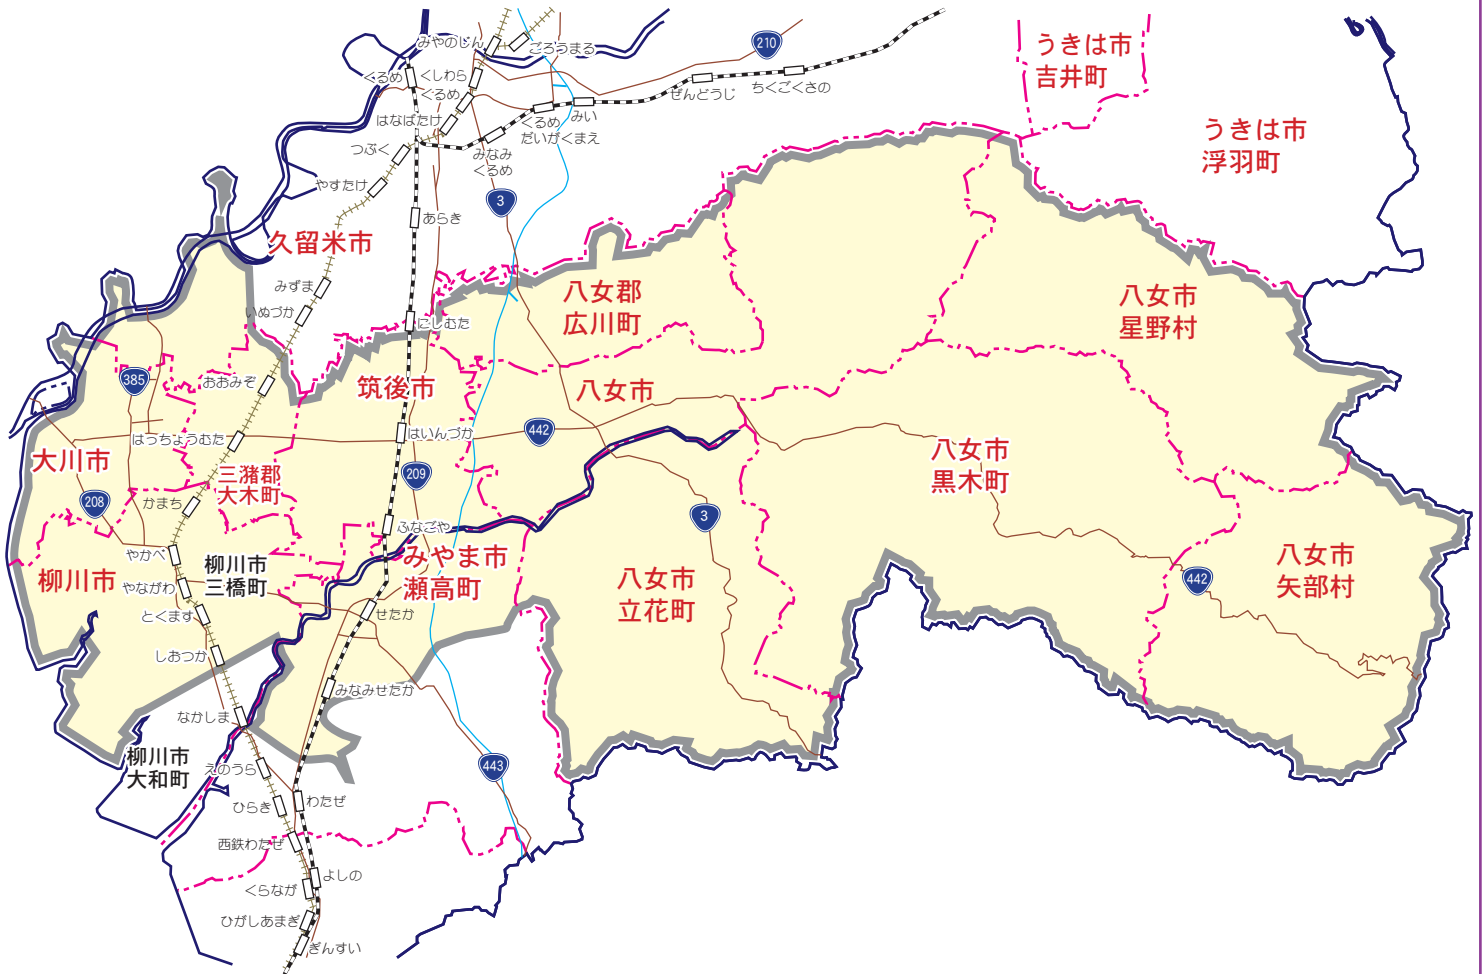 みやのじん
ごろうまる
210
うきは市
吉井町
くるめ
くしわら
くるめ
ぜんどうじ
ちくごくさの
はなばたけ
くるめ
だいがくまえ
みい
うきは市
浮羽町
つぶく
みなみ
くるめ
やすたけ
3
あらき
久留米市
みずま
いぬづか
にしむた
八女郡
広川町
八女市
星野村
385
おおみぞ
筑後市
八女市
442
はっちょうむた
はいんづか
大川市
三潴郡
大木町
209
八女市
黒木町
208
かまち
3
ふなごや
やかべ
柳川市
三橋町
みやま市
瀬高町
柳川市
やながわ
八女市
立花町
442
八女市
矢部村
とくます
せたか
しおつか
みなみせたか
なかしま
柳川市
大和町
えのうら
443
ひらき
わたぜ
西鉄わたぜ
よしの
くらなが
ひがしあまぎ
ぎんすい